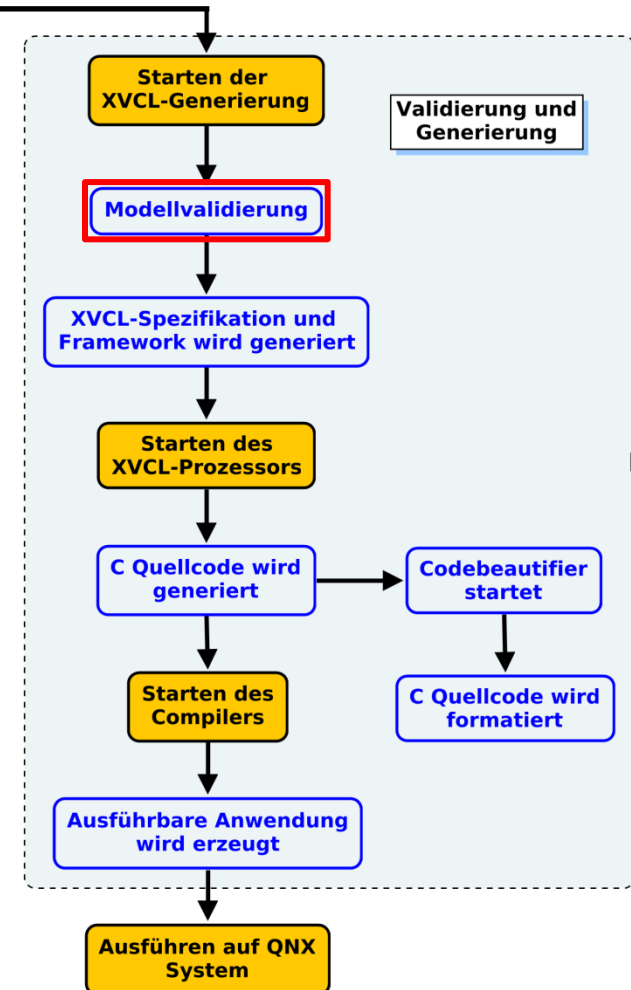 Starten der
XVCL-Generierung
Validierung und
Generierung
Modellvalidierung
XVCL-Spezifikation und
Framework wird generiert
Starten des
XVCL-Prozessors
C Quellcode wird
generiert
Codebeautifier
startet
Starten des
Compilers
C Quellcode wird
formatiert
Ausführbare Anwendung
wird erzeugt
Ausführen auf QNX
System